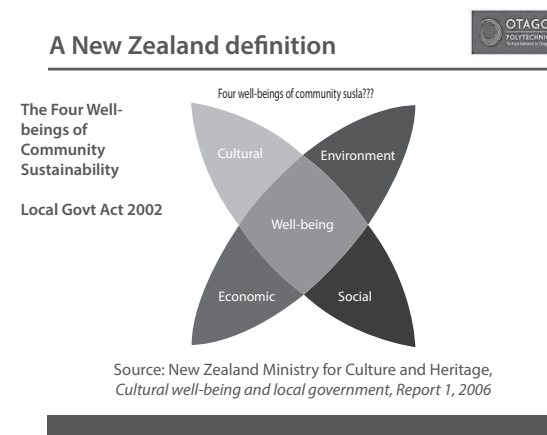 A New Zealand definition
OTAGO
POLYTECHNIC
The Four Well-
beings of
Community
Sustainability
Local Govt Act 2002
Four well-beings of community susla???
Cultural
Environment
Well-being
Economic
Social
Source: New Zealand Ministry for Culture and Heritage,
Cultural well-being and local government, Report 1, 2006